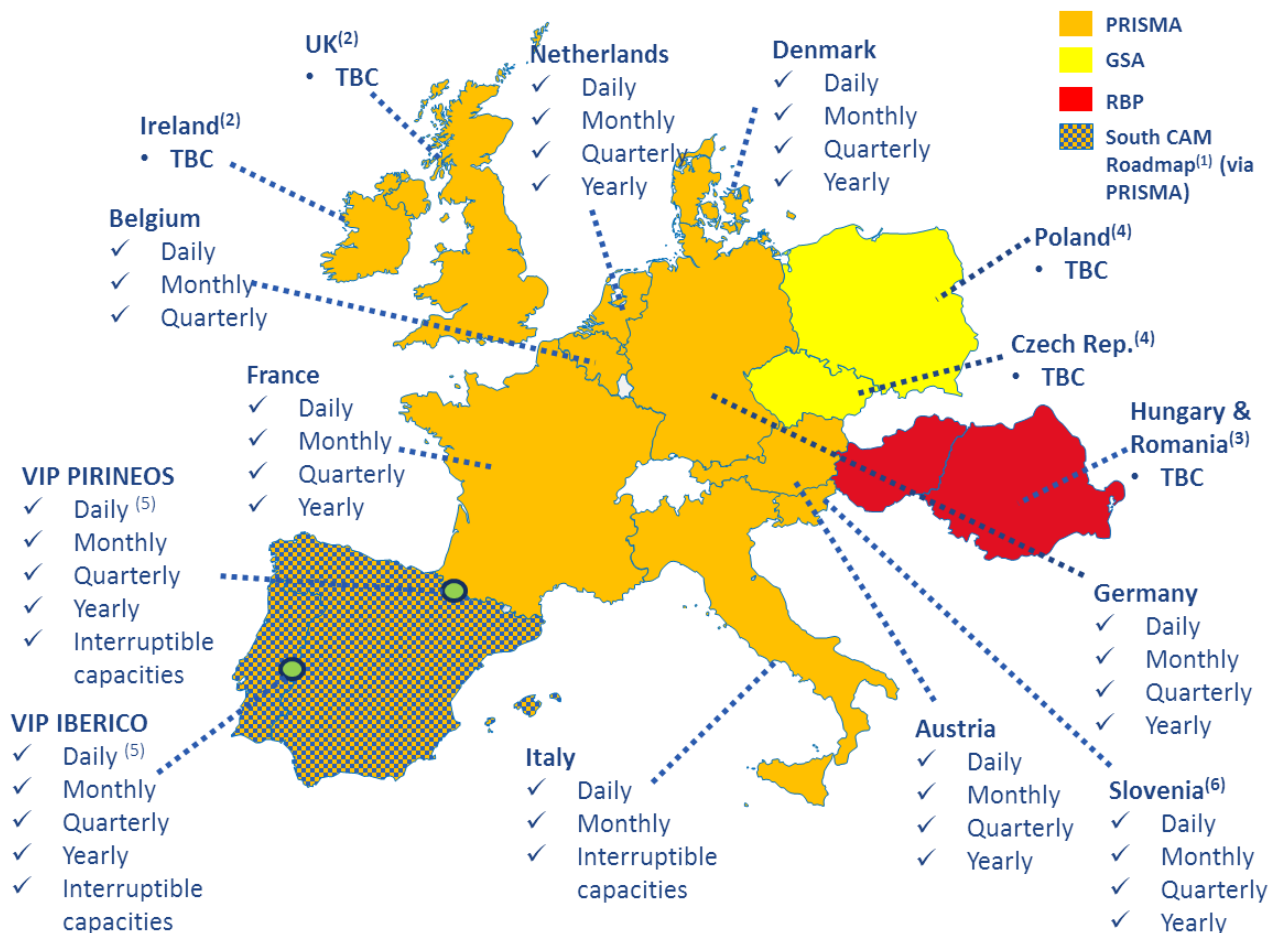 UK(2)
• TBC
Ireland(2)
• TBC
Netherlands
✓ Daily
✓ Monthly
✓ Quarterly
✓ Yearly
Denmark
✓ Daily
✓ Monthly
✓ Quarterly
✓ Yearly
PRISMA
GSA
RBP
South CAM
Roadmap(1) (via
PRISMA)
Belgium
✓ Daily
✓ Monthly
✓ Quarterly
Poland(4)
• TBC
Czech Rep.(4)
• TBC
France
✓ Daily
✓ Monthly
✓ Quarterly
✓ Yearly
Hungary &
Romania(3)
• TBC
VIP PIRINEOS
✓ Daily (5)
✓ Monthly
✓ Quarterly
✓ Yearly
✓ Interruptible
capacities
VIP IBERICO
✓ Daily (5)
✓ Monthly
✓ Quarterly
✓ Yearly
✓ Interruptible
capacities
Italy
✓ Daily
✓ Monthly
✓ Interruptible
capacities
Austria
✓ Daily
✓ Monthly
✓ Quarterly
✓ Yearly
Germany
✓ Daily
✓ Monthly
✓ Quarterly
✓ Yearly
Slovenia(6)
✓ Daily
✓ Monthly
✓ Quarterly
✓ Yearly